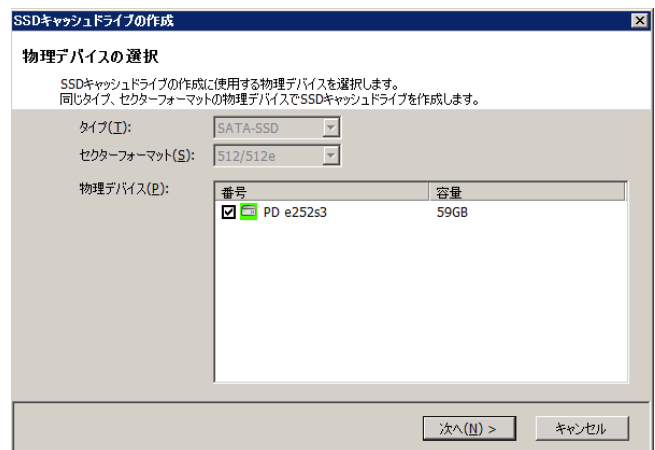 SSDキャッシュドライブの作成
物理デバイスの選択
SSDキャッシュドライブの作成に使用する物理デバイスを選択します。
同じタイプ、セクターフォーマットの物理デバイスでSSDキャッシュドライブを作成します。
タイプ(T): SATA-SSD
セクターフォーマット(S): 512/512e
物理デバイス(P): 番号 容量
PD e252s3 59GB
次へ(N) > キャンセル